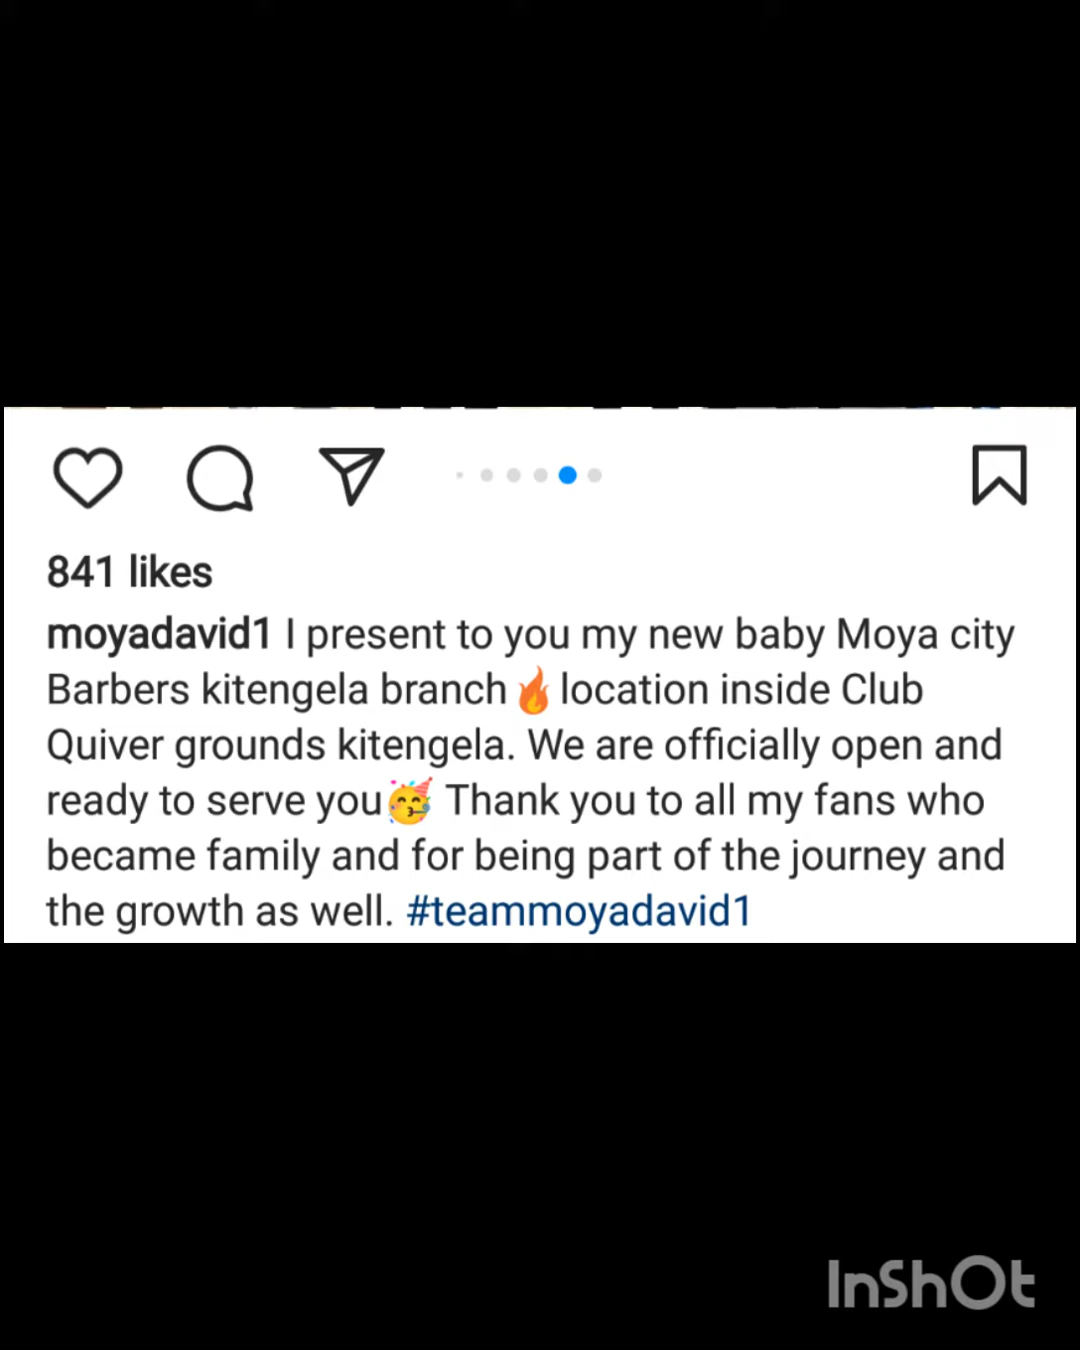 841 likes
moyadavid1 I present to you my new baby Moya city
Barbers kitengela branch🔥location inside Club
Quiver grounds kitengela. We are officially open and
ready to serve you🥳 Thank you to all my fans who
became family and for being part of the journey and
the growth as well. #teammoyadavid1
InShOt